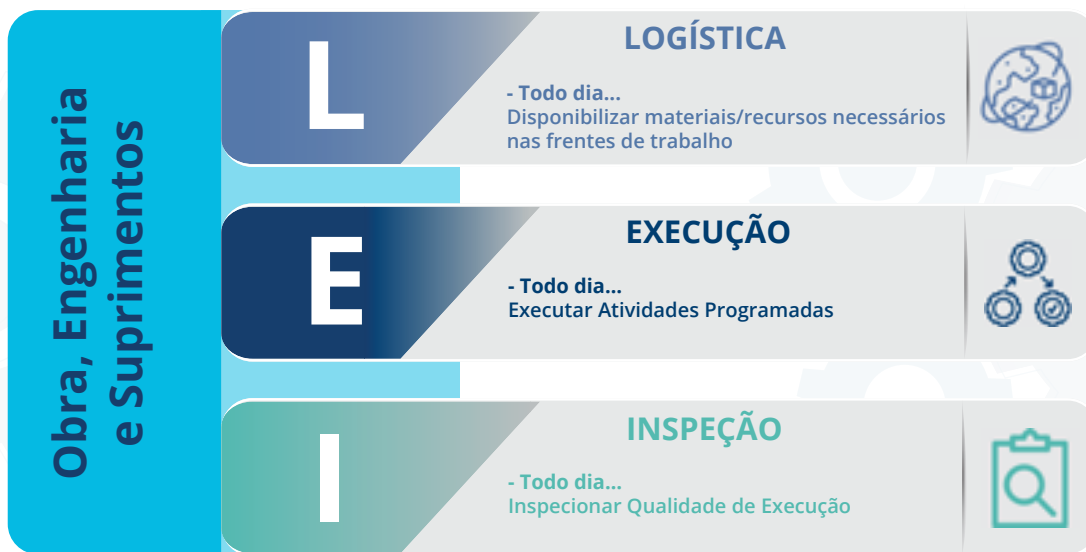 Obra, Engenharia
e Suprimentos
L
LOGÍSTICA
- Todo dia...
Disponibilizar materiais/recursos necessários
nas frentes de trabalho
E
EXECUÇÃO
- Todo dia...
Executar Atividades Programadas
I
INSPEÇÃO
- Todo dia...
Inspecionar Qualidade de Execução